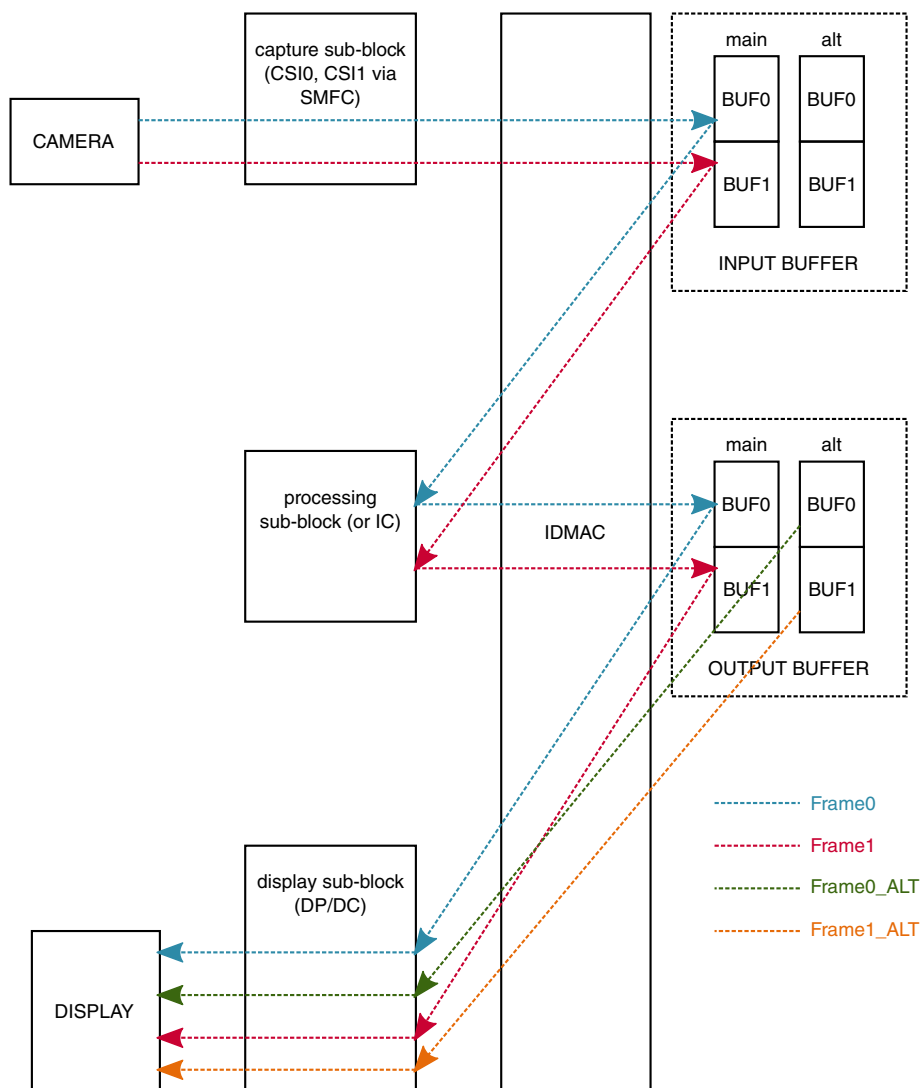 capture sub-block
(CSI0, CSI1 via
SMFC)
CAMERA
main
alt
BUF0
BUF0
BUF1
BUF1
INPUT BUFFER
processing
sub-block (or IC)
IDMAC
main
alt
BUF0
BUF0
BUF1
BUF1
OUTPUT BUFFER
Frame0
Frame1
Frame0_ALT
Frame1_ALT
display sub-block
(DP/DC)
DISPLAY